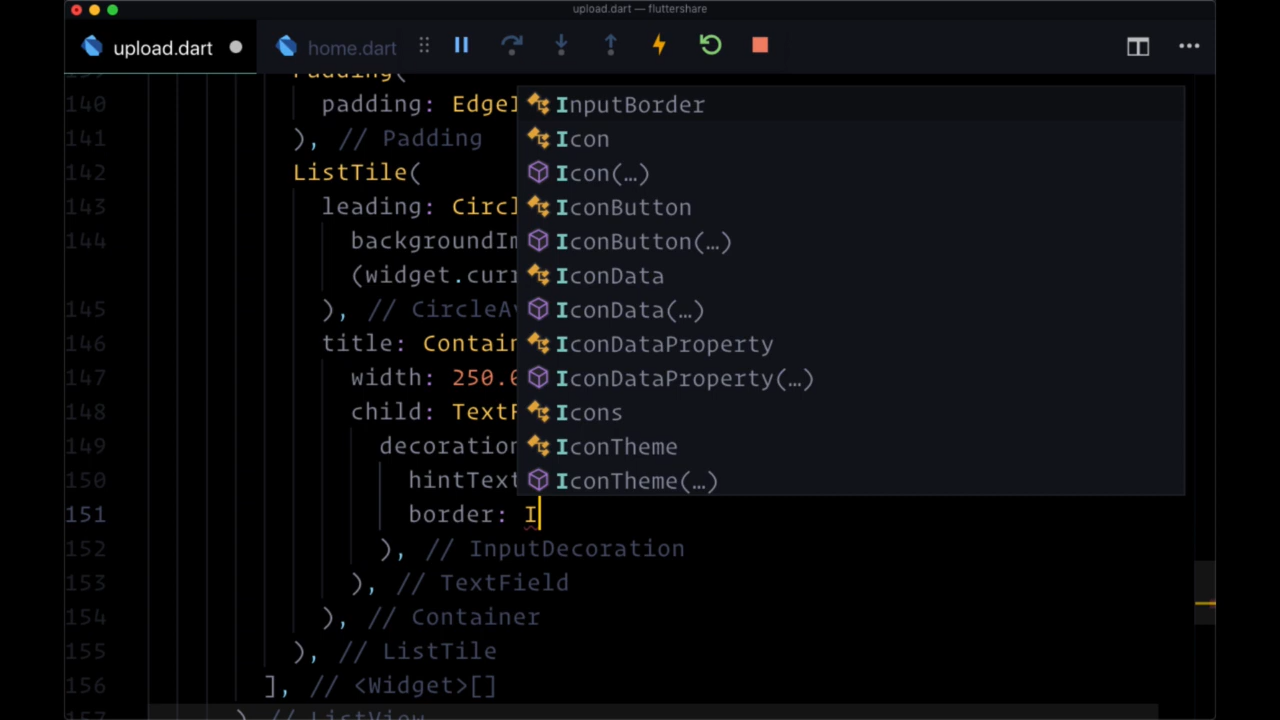 upload.dart — fluttershare
upload.dart
home.dart
Padding(
140 padding: EdgeI
141 ), // Padding
142 ListTile(
143 leading: Circl
144 backgroundIm
(widget.curr
145 ), // CircleAv
146 title: Contain
147 width: 250.0
148 child: TextF
149 decoration
150 hintText
151 border: I
152 ), // InputDecoration
153 ), // TextField
154 ), // Container
155 ), // ListTile
156 ], // <Widget>[]
157 ) // ListView
InputBorder
Icon
Icon(…)
IconButton
IconButton(…)
IconData
IconData(…)
IconDataProperty
IconDataProperty(…)
Icons
IconTheme
IconTheme(…)